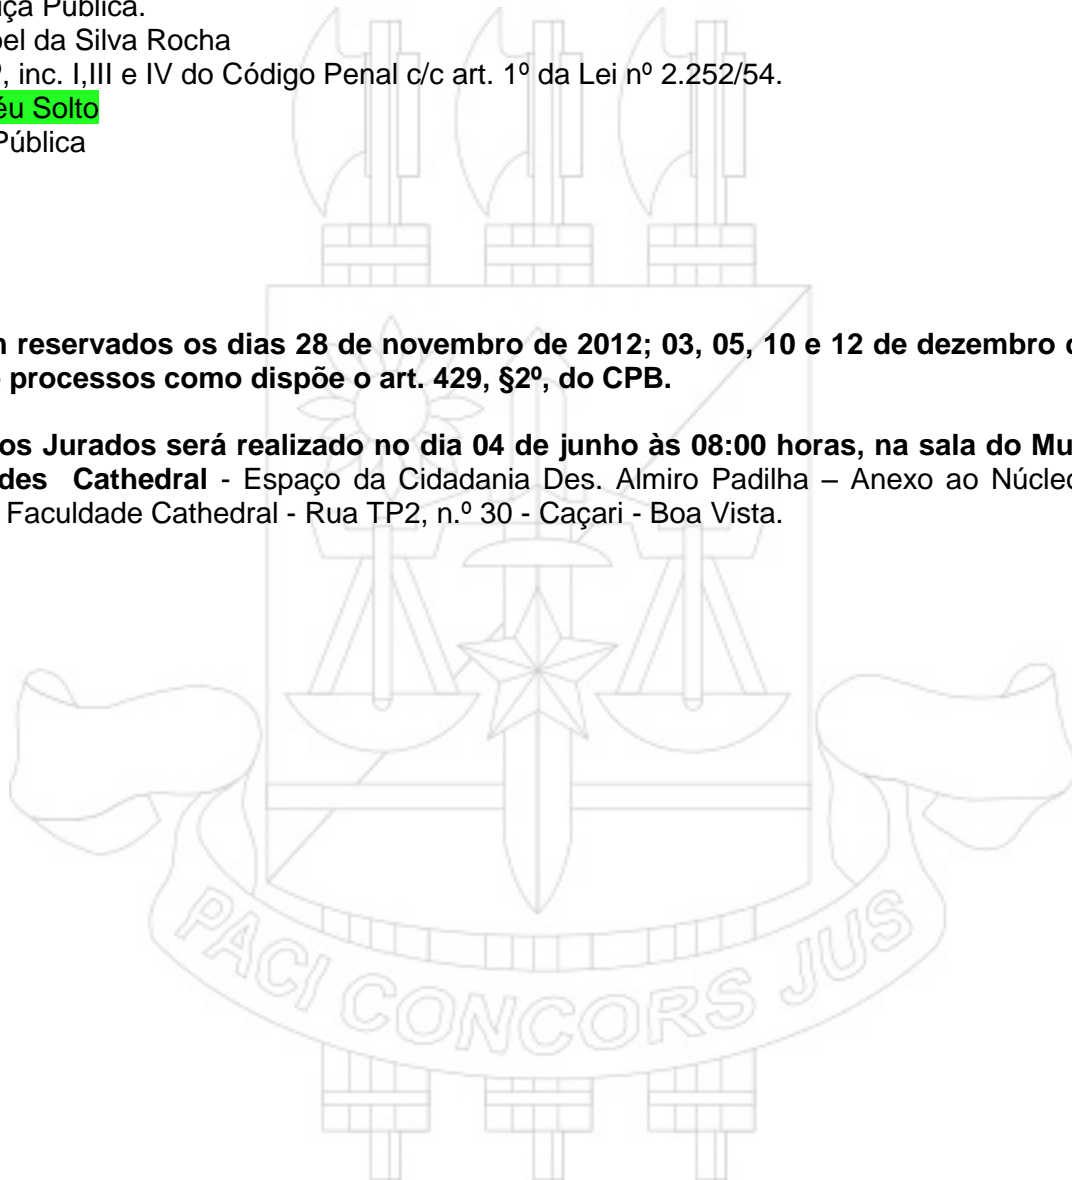 ça Pública.
el da Silva Rocha
, inc. I,III e IV do Código Penal c/c art. 1º da Lei nº 2.252/54.
éu Solto
Pública
reservados os dias 28 de novembro de 2012; 03, 05, 10 e 12 de dezembro
processos como dispõe o art. 429, §2º, do CPB.
os Jurados será realizado no dia 04 de junho às 08:00 horas, na sala do Mu
des Cathedral - Espaço da Cidadania Des. Almiro Padilha – Anexo ao Núcleo
Faculdade Cathedral - Rua TP2, n.º 30 - Caçari - Boa Vista.
PACI CONCORS JUS